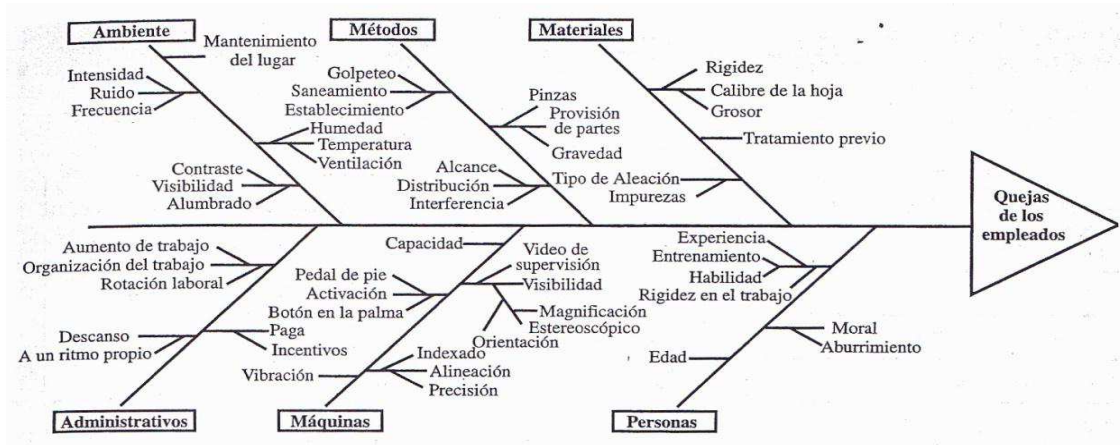 Ambiente
Métodos
Materiales
Mantenimiento
del lugar
Intensidad
Ruido
Frecuencia
Humedad
Temperatura
Ventilación
Contraste
Visibilidad
Alumbrado
Golpeteo
Saneamiento
Establecimiento
Pinzas
Provisión
de partes
Gravedad
Alcance
Distribución
Interferencia
Rigidez
Calibre de la hoja
Grosor
Tratamiento previo
Tipo de Aleación
Impurezas
Quejas
de los
empleados
Aumento de trabajo
Organización del trabajo
Rotación laboral
Descanso
A un ritmo propio
Paga
Incentivos
Capacidad
Video de
supervisión
Visibilidad
Pedal de pie
Activación
Botón en la palma
Magnificación
Estereoscópico
Orientación
Indexado
Alineación
Precisión
Vibración
Experiencia
Entrenamiento
Habilidad
Rigidez en el trabajo
Moral
Aburrimiento
Edad
Administrativos
Máquinas
Personas